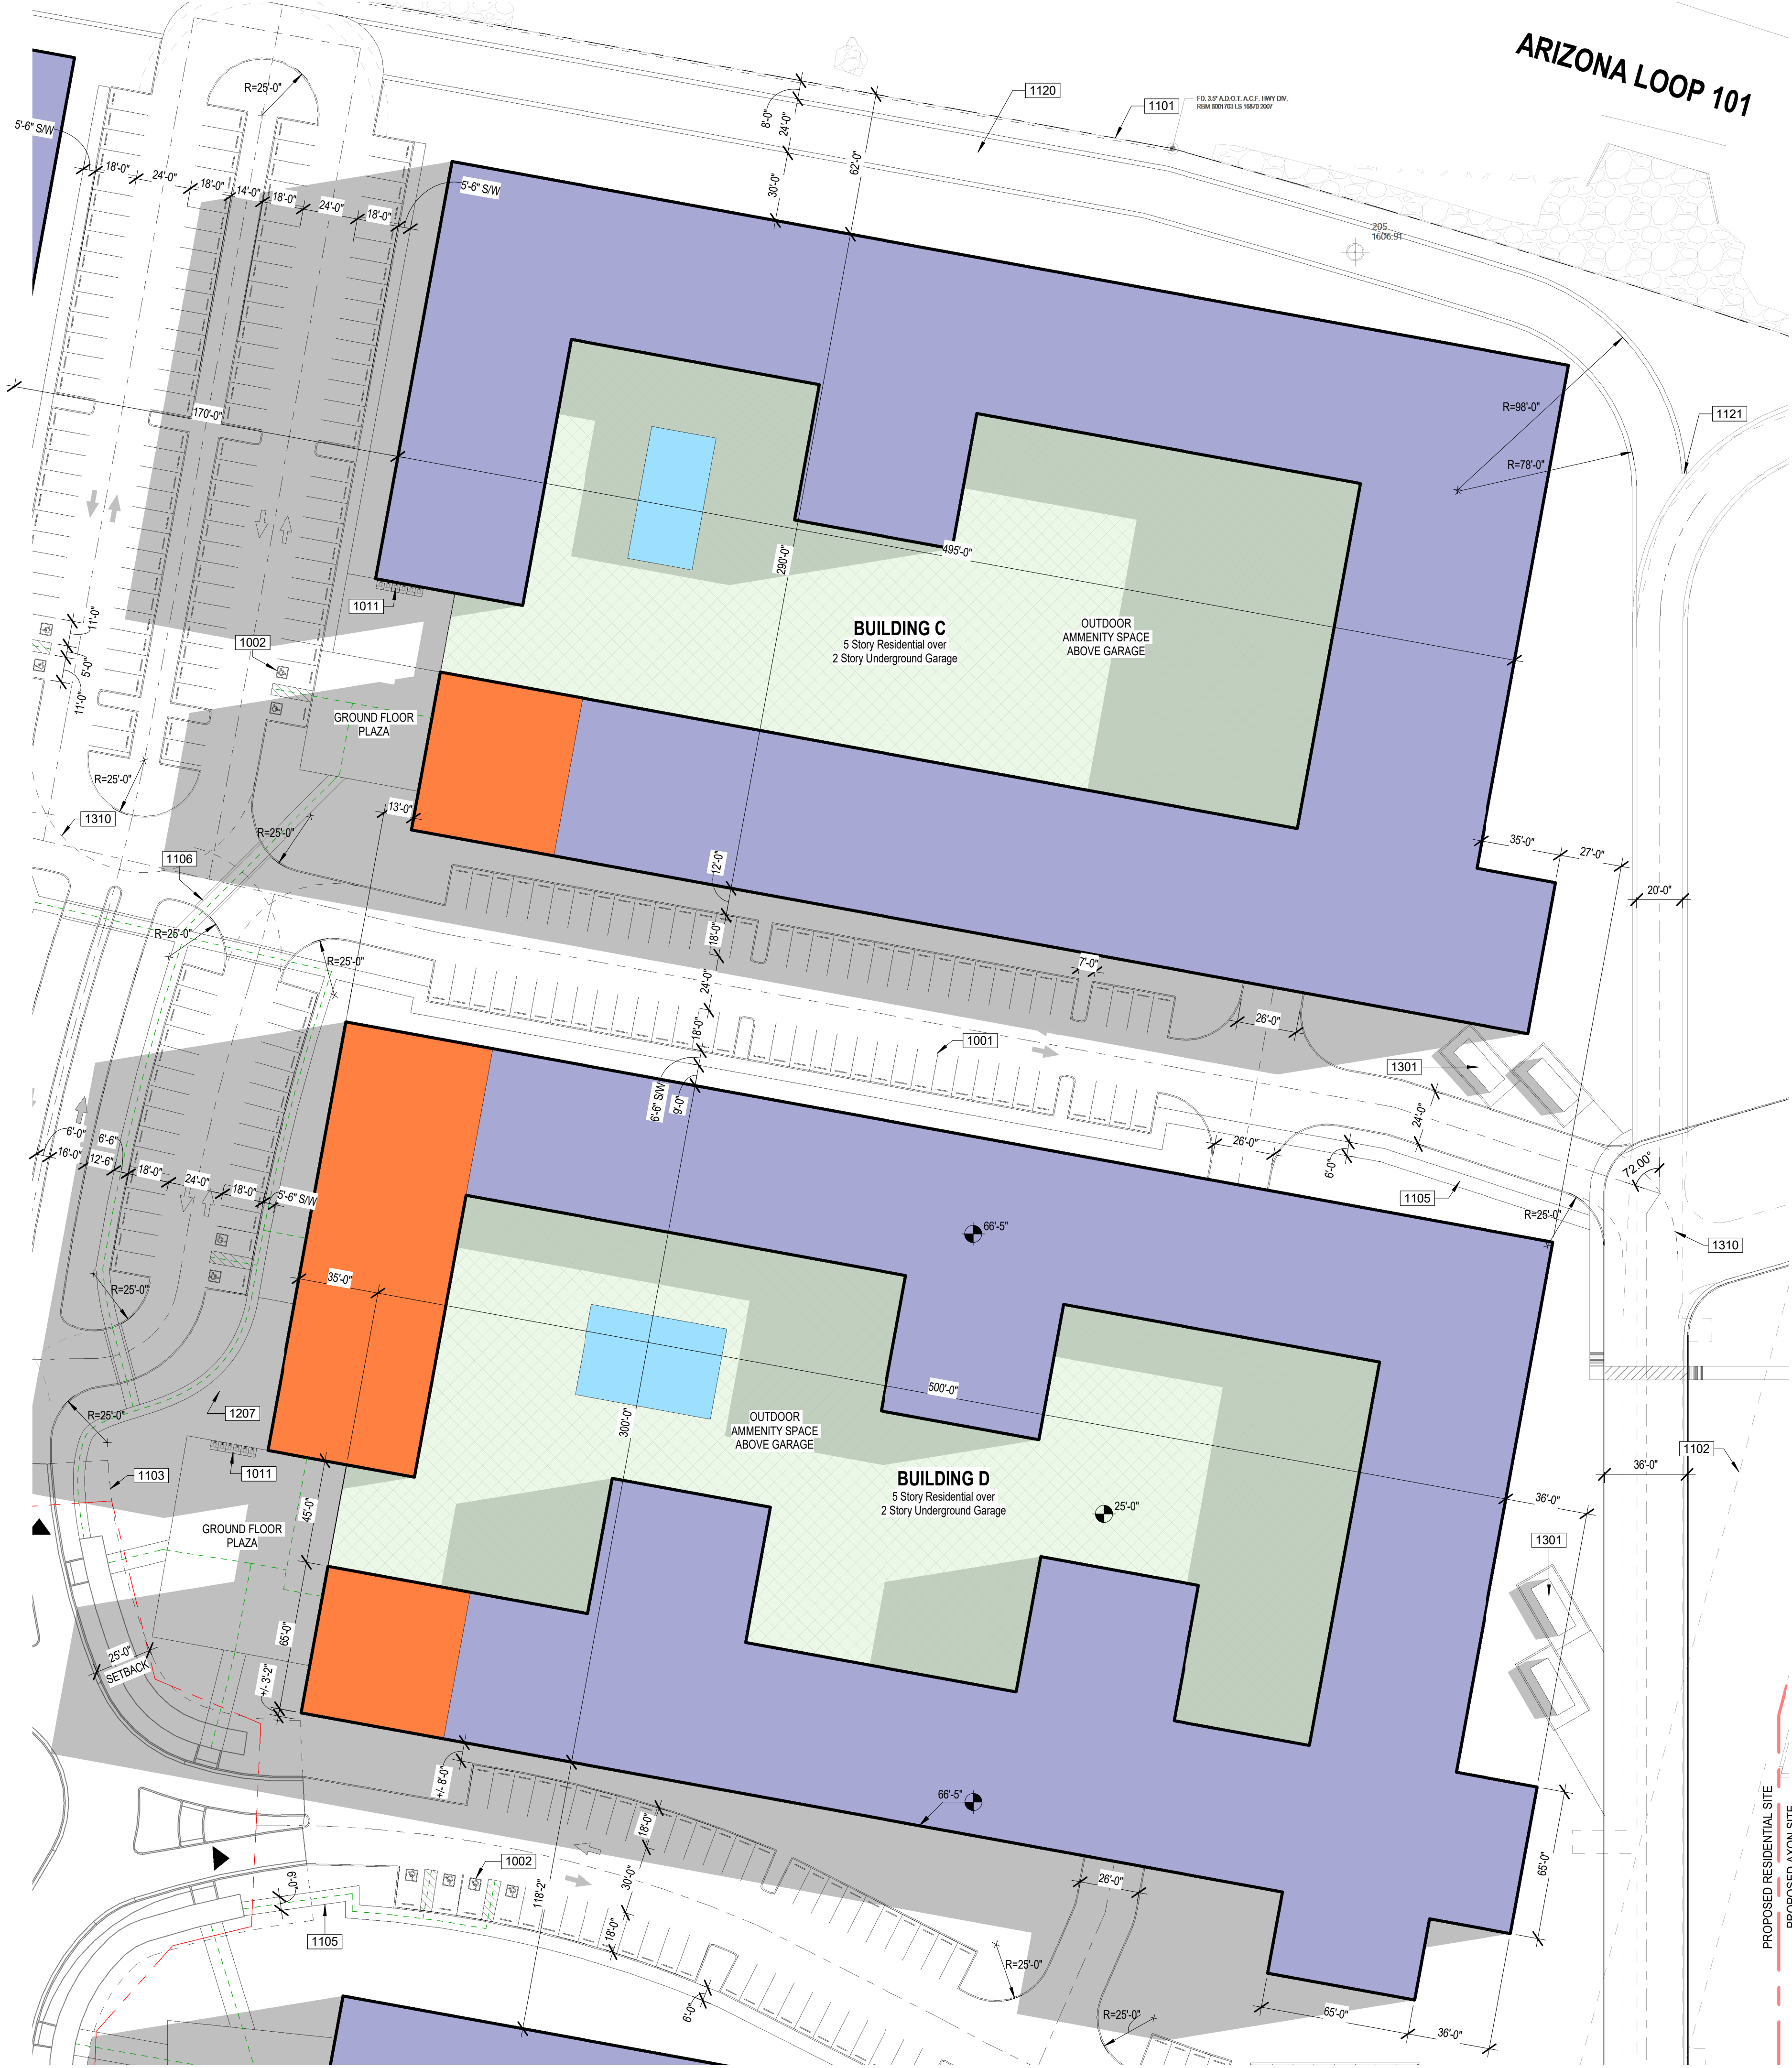 ARIZONA LOOP 101
FD. 3.5" A.D.O.T. A.C.F. HWY DIV.
RBM 6001703 LS 16870 2007
1120
1101
R=25'-0"
8'-0"
24'-0"
30'-0"
62'-0"
5'-6" S/W
18'-0"
24'-0"
18'-0"
14'-0"
18'-0"
24'-0"
18'-0"
5'-6" S/W
205
1606.91
170'-0"
R=98'-0"
R=78'-0"
1121
495'-0"
290'-0"
1011
11'-0"
5'-0"
11'-0"
1002
BUILDING C
5 Story Residential over
2 Story Underground Garage
OUTDOOR
AMMENITY SPACE
ABOVE GARAGE
GROUND FLOOR
PLAZA
R=25'-0"
1310
13'-0"
R=25'-0"
1106
12'-0"
35'-0"
27'-0"
20'-0"
R=25'-0"
R=25'-0"
18'-0"
7'-0"
24'-0"
26'-0"
18'-0"
1001
1301
6'-6" S/W
9'-0"
24'-0"
26'-0"
6'-0"
72.00°
6'-0"
6'-6"
16'-0"
12'-6"
18'-0"
24'-0"
18'-0"
5'-6" S/W
1105
R=25'-0"
66'-5"
1310
35'-0"
R=25'-0"
500'-0"
R=25'-0"
1207
300'-0"
OUTDOOR
AMMENITY SPACE
ABOVE GARAGE
1102
36'-0"
1103
1011
BUILDING D
5 Story Residential over
2 Story Underground Garage
25'-0"
36'-0"
45'-0"
GROUND FLOOR
PLAZA
1301
65'-0"
25'-0"
SETBACK
+/- 3'-2"
+/- 8'-0"
66'-5"
18'-0"
65'-0"
PROPOSED RESIDENTIAL SITE
PROPOSED AXON SITE
1002
6'-0"
30'-0"
118'-2"
26'-0"
1105
18'-0"
R=25'-0"
6'-0"
R=25'-0"
65'-0"
36'-0"